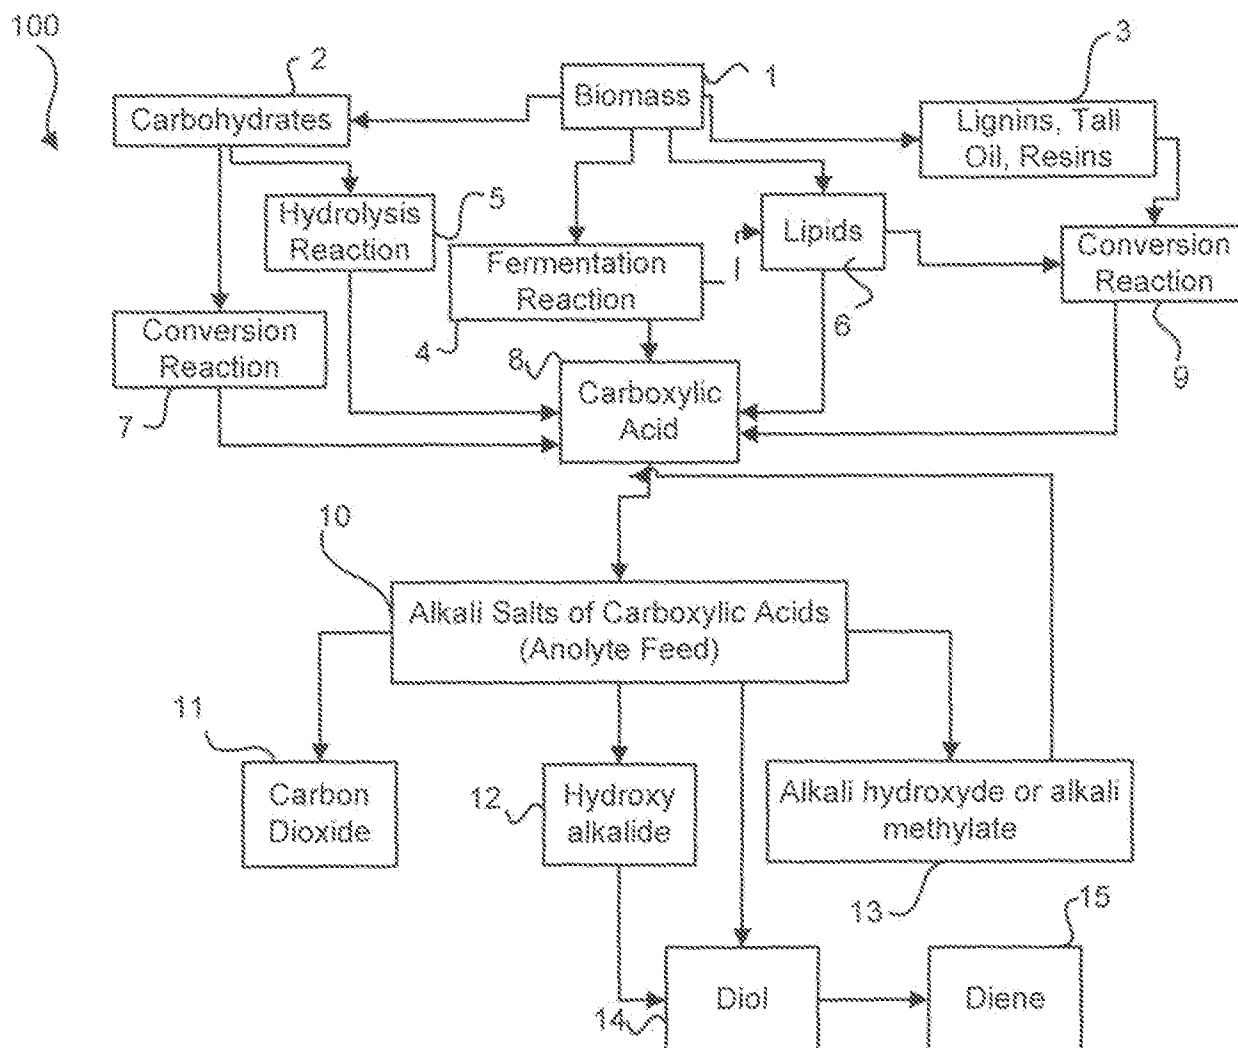 100
2
1
3
Biomass
Carbohydrates
Lignins, Tall
Oil, Resins
5
Hydrolysis
Reaction
Lipids
Fermentation
Reaction
Conversion
Reaction
Conversion
Reaction
4
6
8
9
7
Carboxylic
Acid
10
Alkali Salts of Carboxylic Acids
(Anolyte Feed)
11
Carbon
Dioxide
12
Hydroxy
alkalide
Alkali hydroxyde or alkali
methylate
13
15
14
Diol
Diene